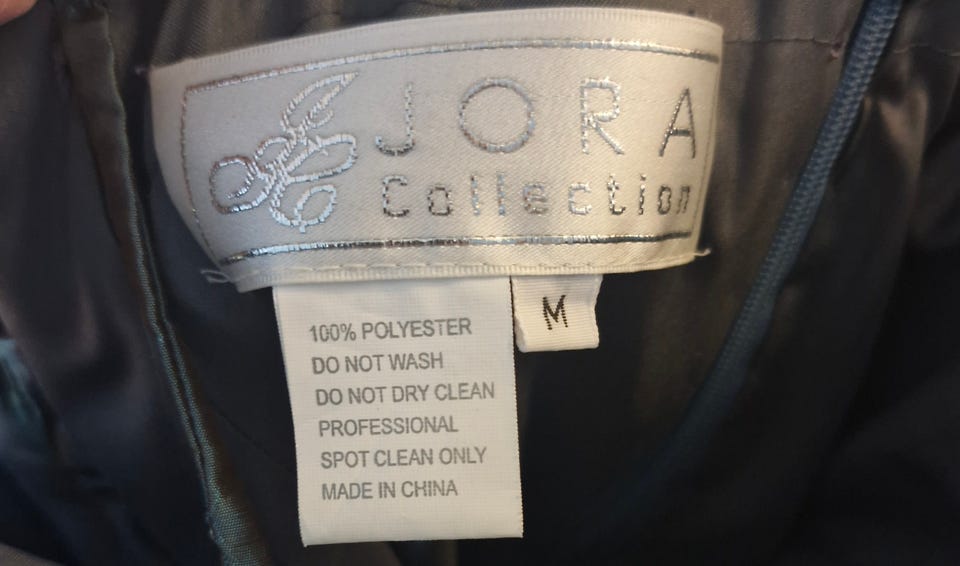 JORA
Collection
M
100% POLYESTER
DO NOT WASH
DO NOT DRY CLEAN
PROFESSIONAL
SPOT CLEAN ONLY
MADE IN CHINA